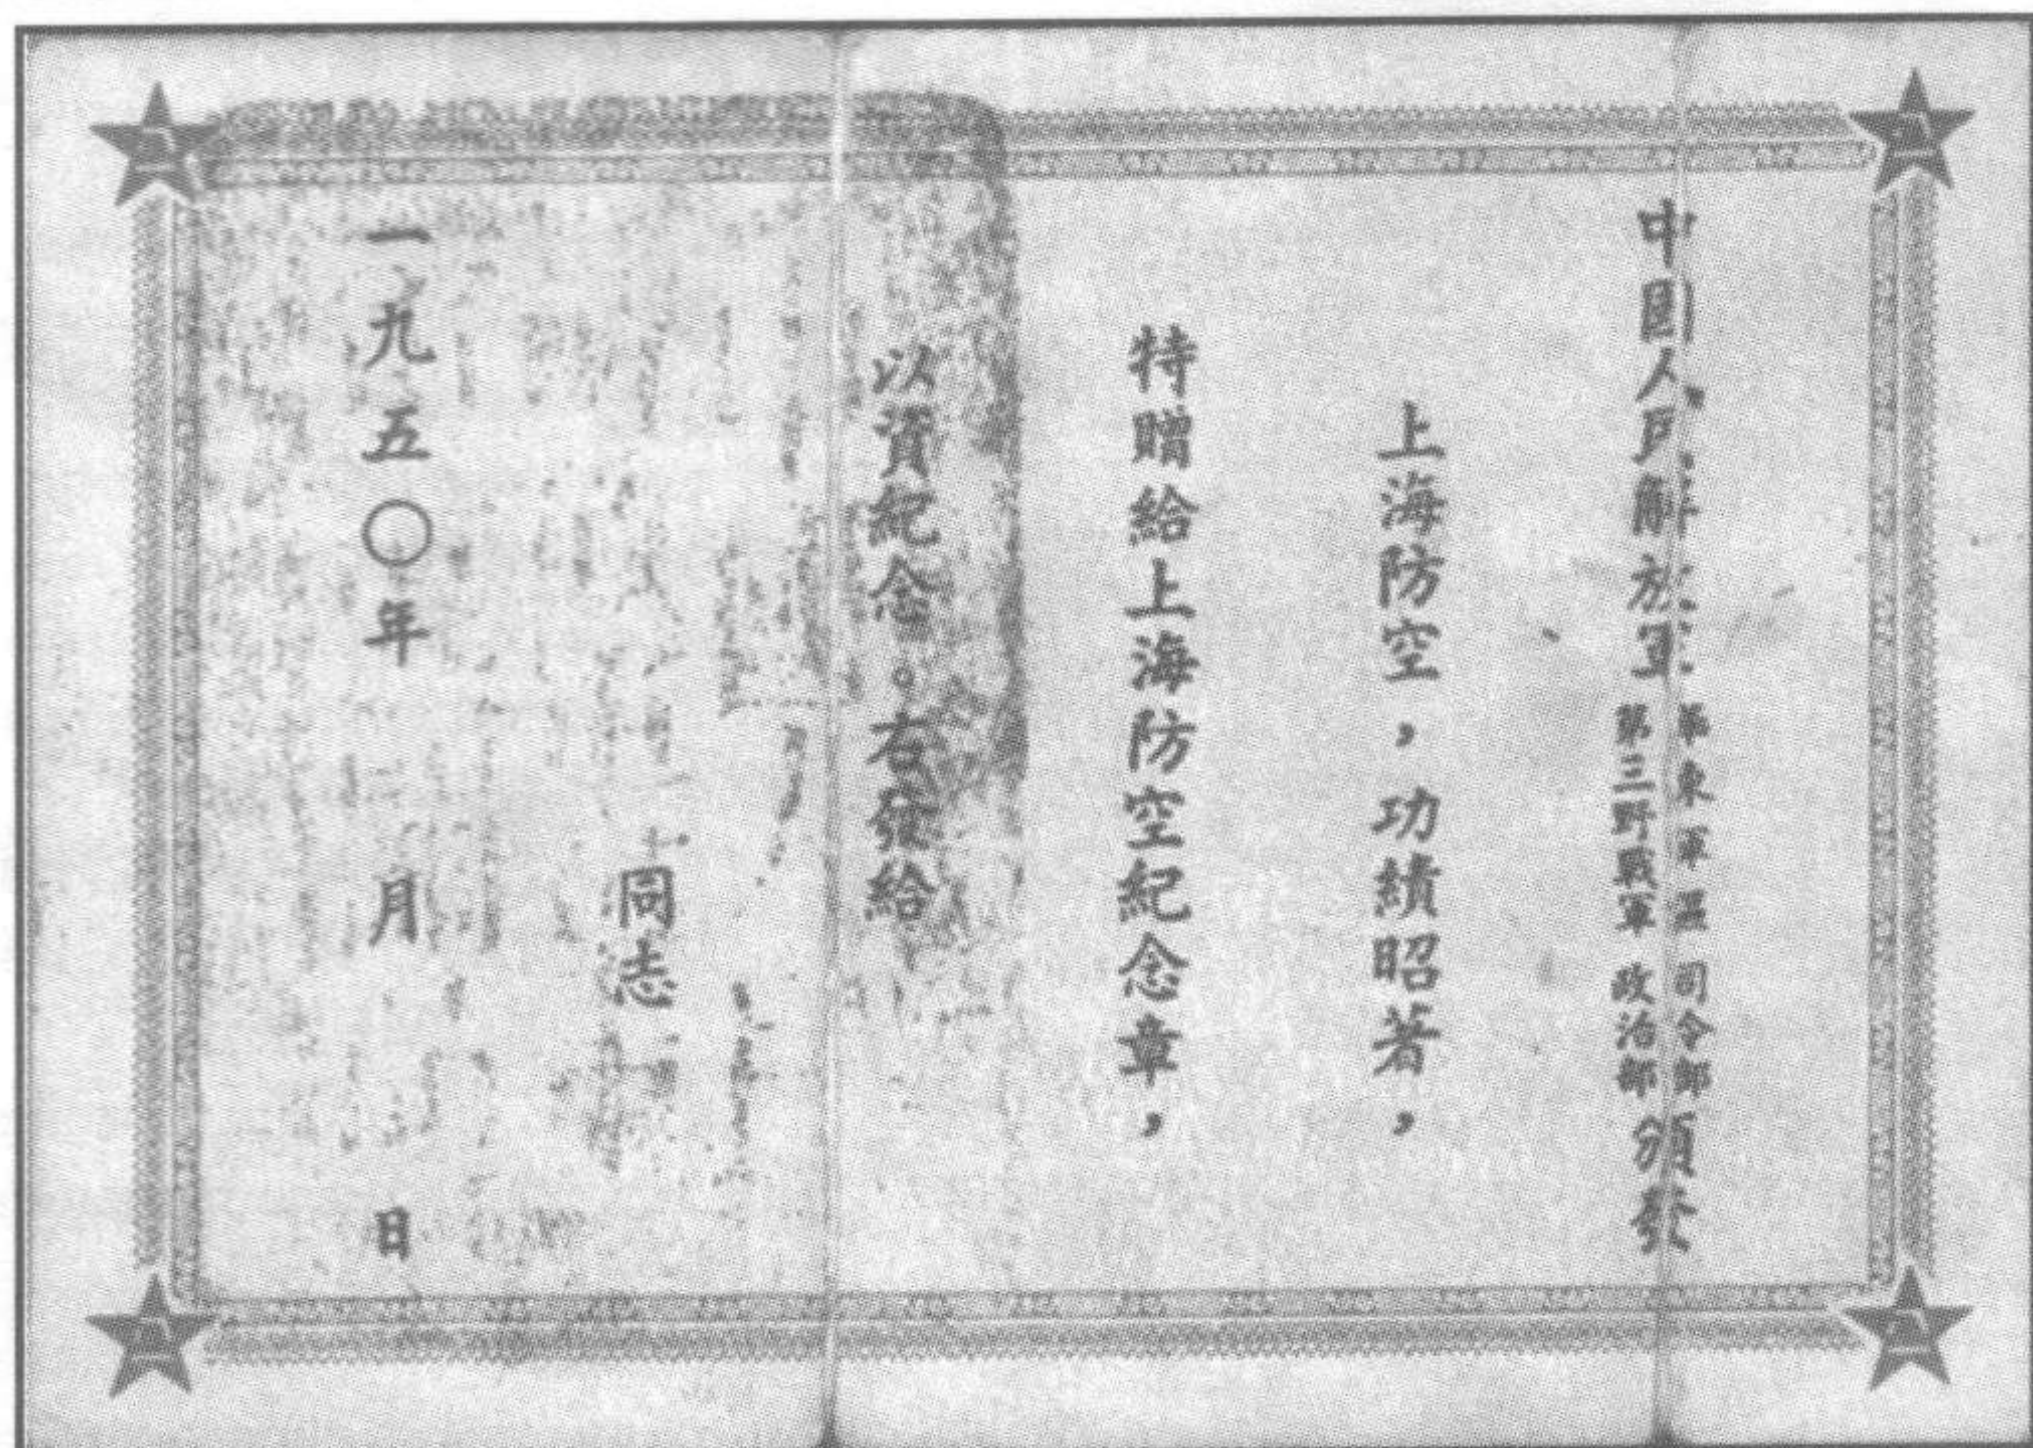 中國人民解放軍 華東軍區 司令部 第三野戰軍 政治部 頒發
上海防空，功績昭著，
特贈給上海防空紀念章，
以資紀念。右發給
同志
一九五〇年 月 日